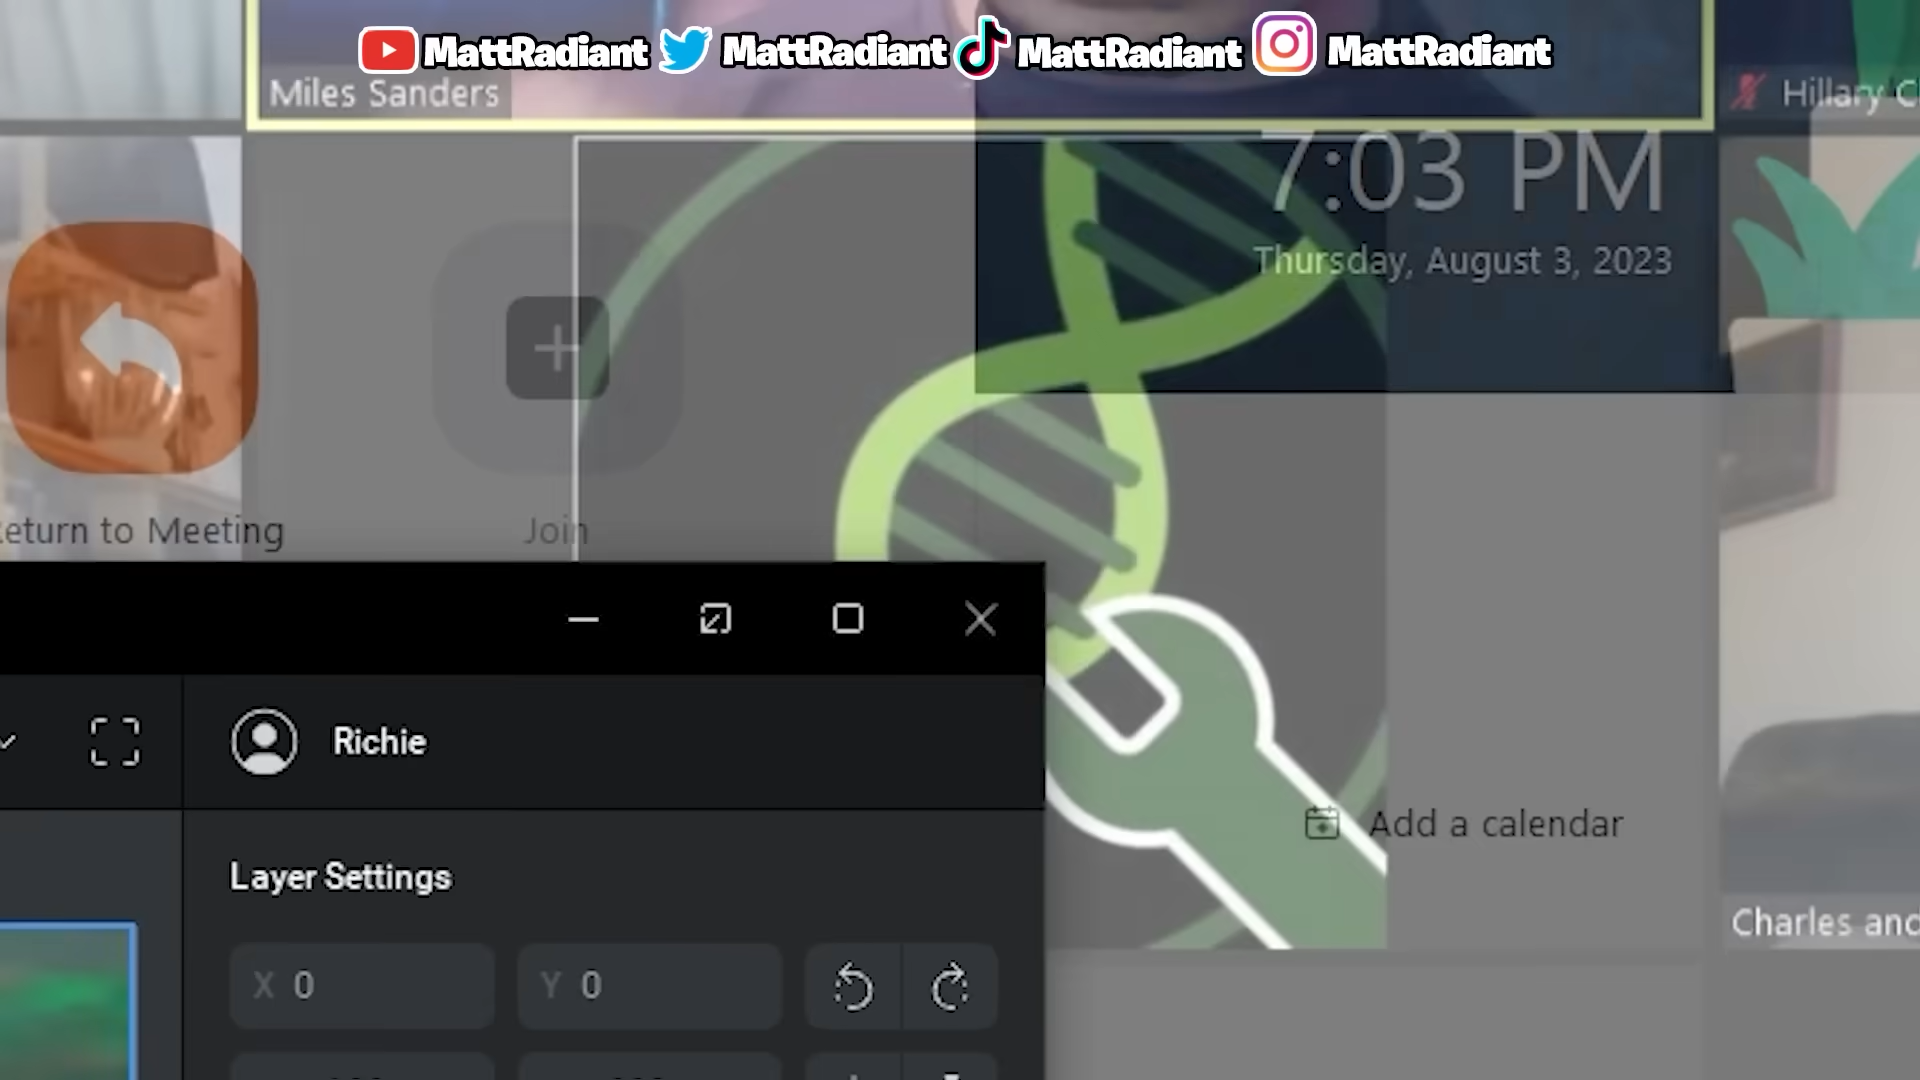 MattRadiant MattRadiant MattRadiant MattRadiant
Miles Sanders
Hillary C
7:03 PM
Thursday, August 3, 2023
eturn to Meeting
Join
Richie
Add a calendar
Layer Settings
Charles and
X 0
Y 0